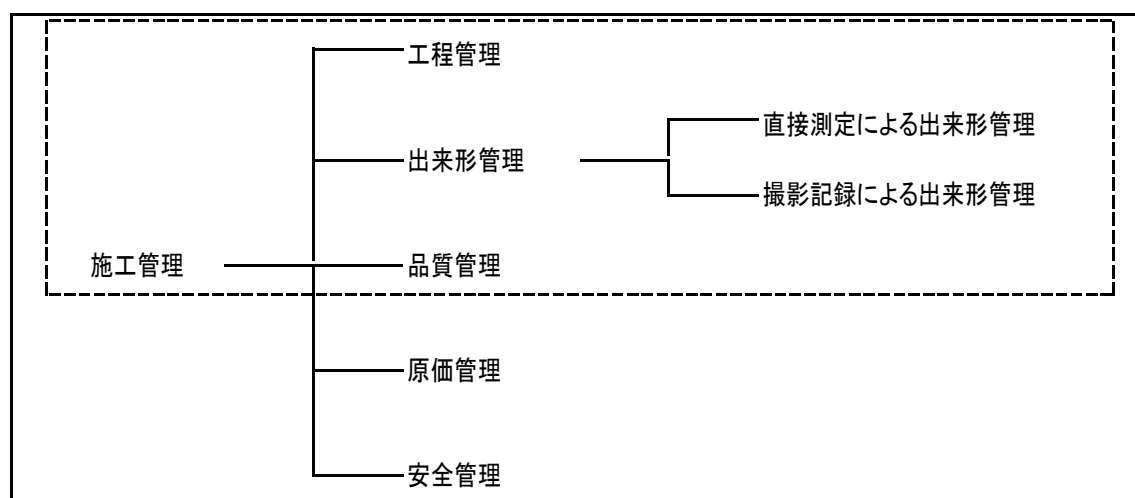 工程管理
直接測定による出来形管理
出来形管理
撮影記録による出来形管理
施工管理
品質管理
原価管理
安全管理